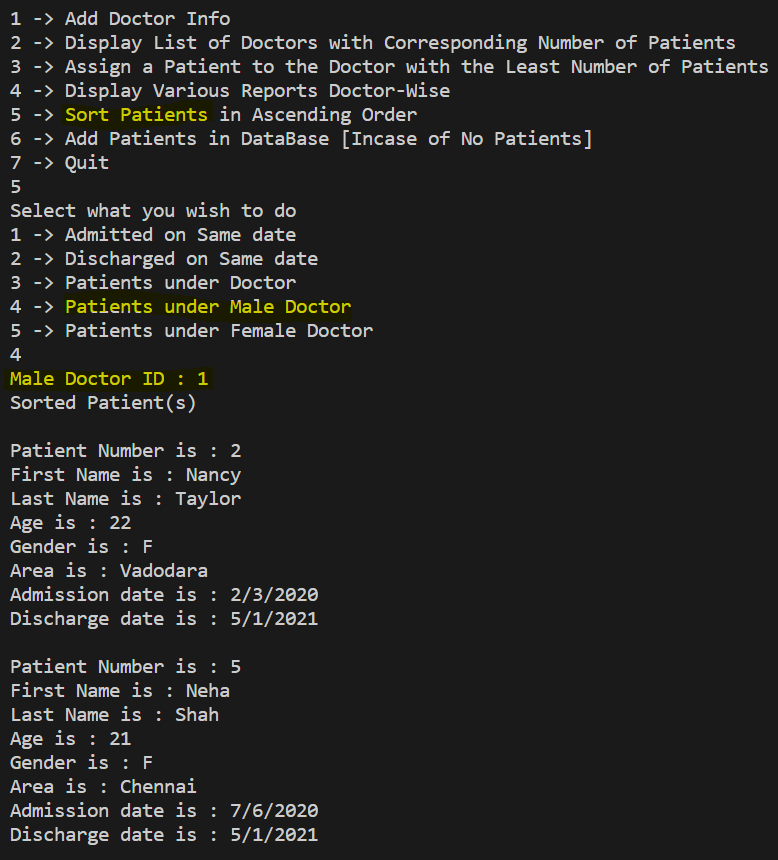 1 -> Add Doctor Info
2 -> Display List of Doctors with Corresponding Number of Patients
3 -> Assign a Patient to the Doctor with the Least Number of Patients
4 -> Display Various Reports Doctor-Wise
5 -> Sort Patients in Ascending Order
6 -> Add Patients in DataBase [Incase of No Patients]
7 -> Quit
5
Select what you wish to do
1 -> Admitted on Same date
2 -> Discharged on Same date
3 -> Patients under Doctor
4 -> Patients under Male Doctor
5 -> Patients under Female Doctor
4
Male Doctor ID : 1
Sorted Patient(s)

Patient Number is : 2
First Name is : Nancy
Last Name is : Taylor
Age is : 22
Gender is : F
Area is : Vadodara
Admission date is : 2/3/2020
Discharge date is : 5/1/2021

Patient Number is : 5
First Name is : Neha
Last Name is : Shah
Age is : 21
Gender is : F
Area is : Chennai
Admission date is : 7/6/2020
Discharge date is : 5/1/2021